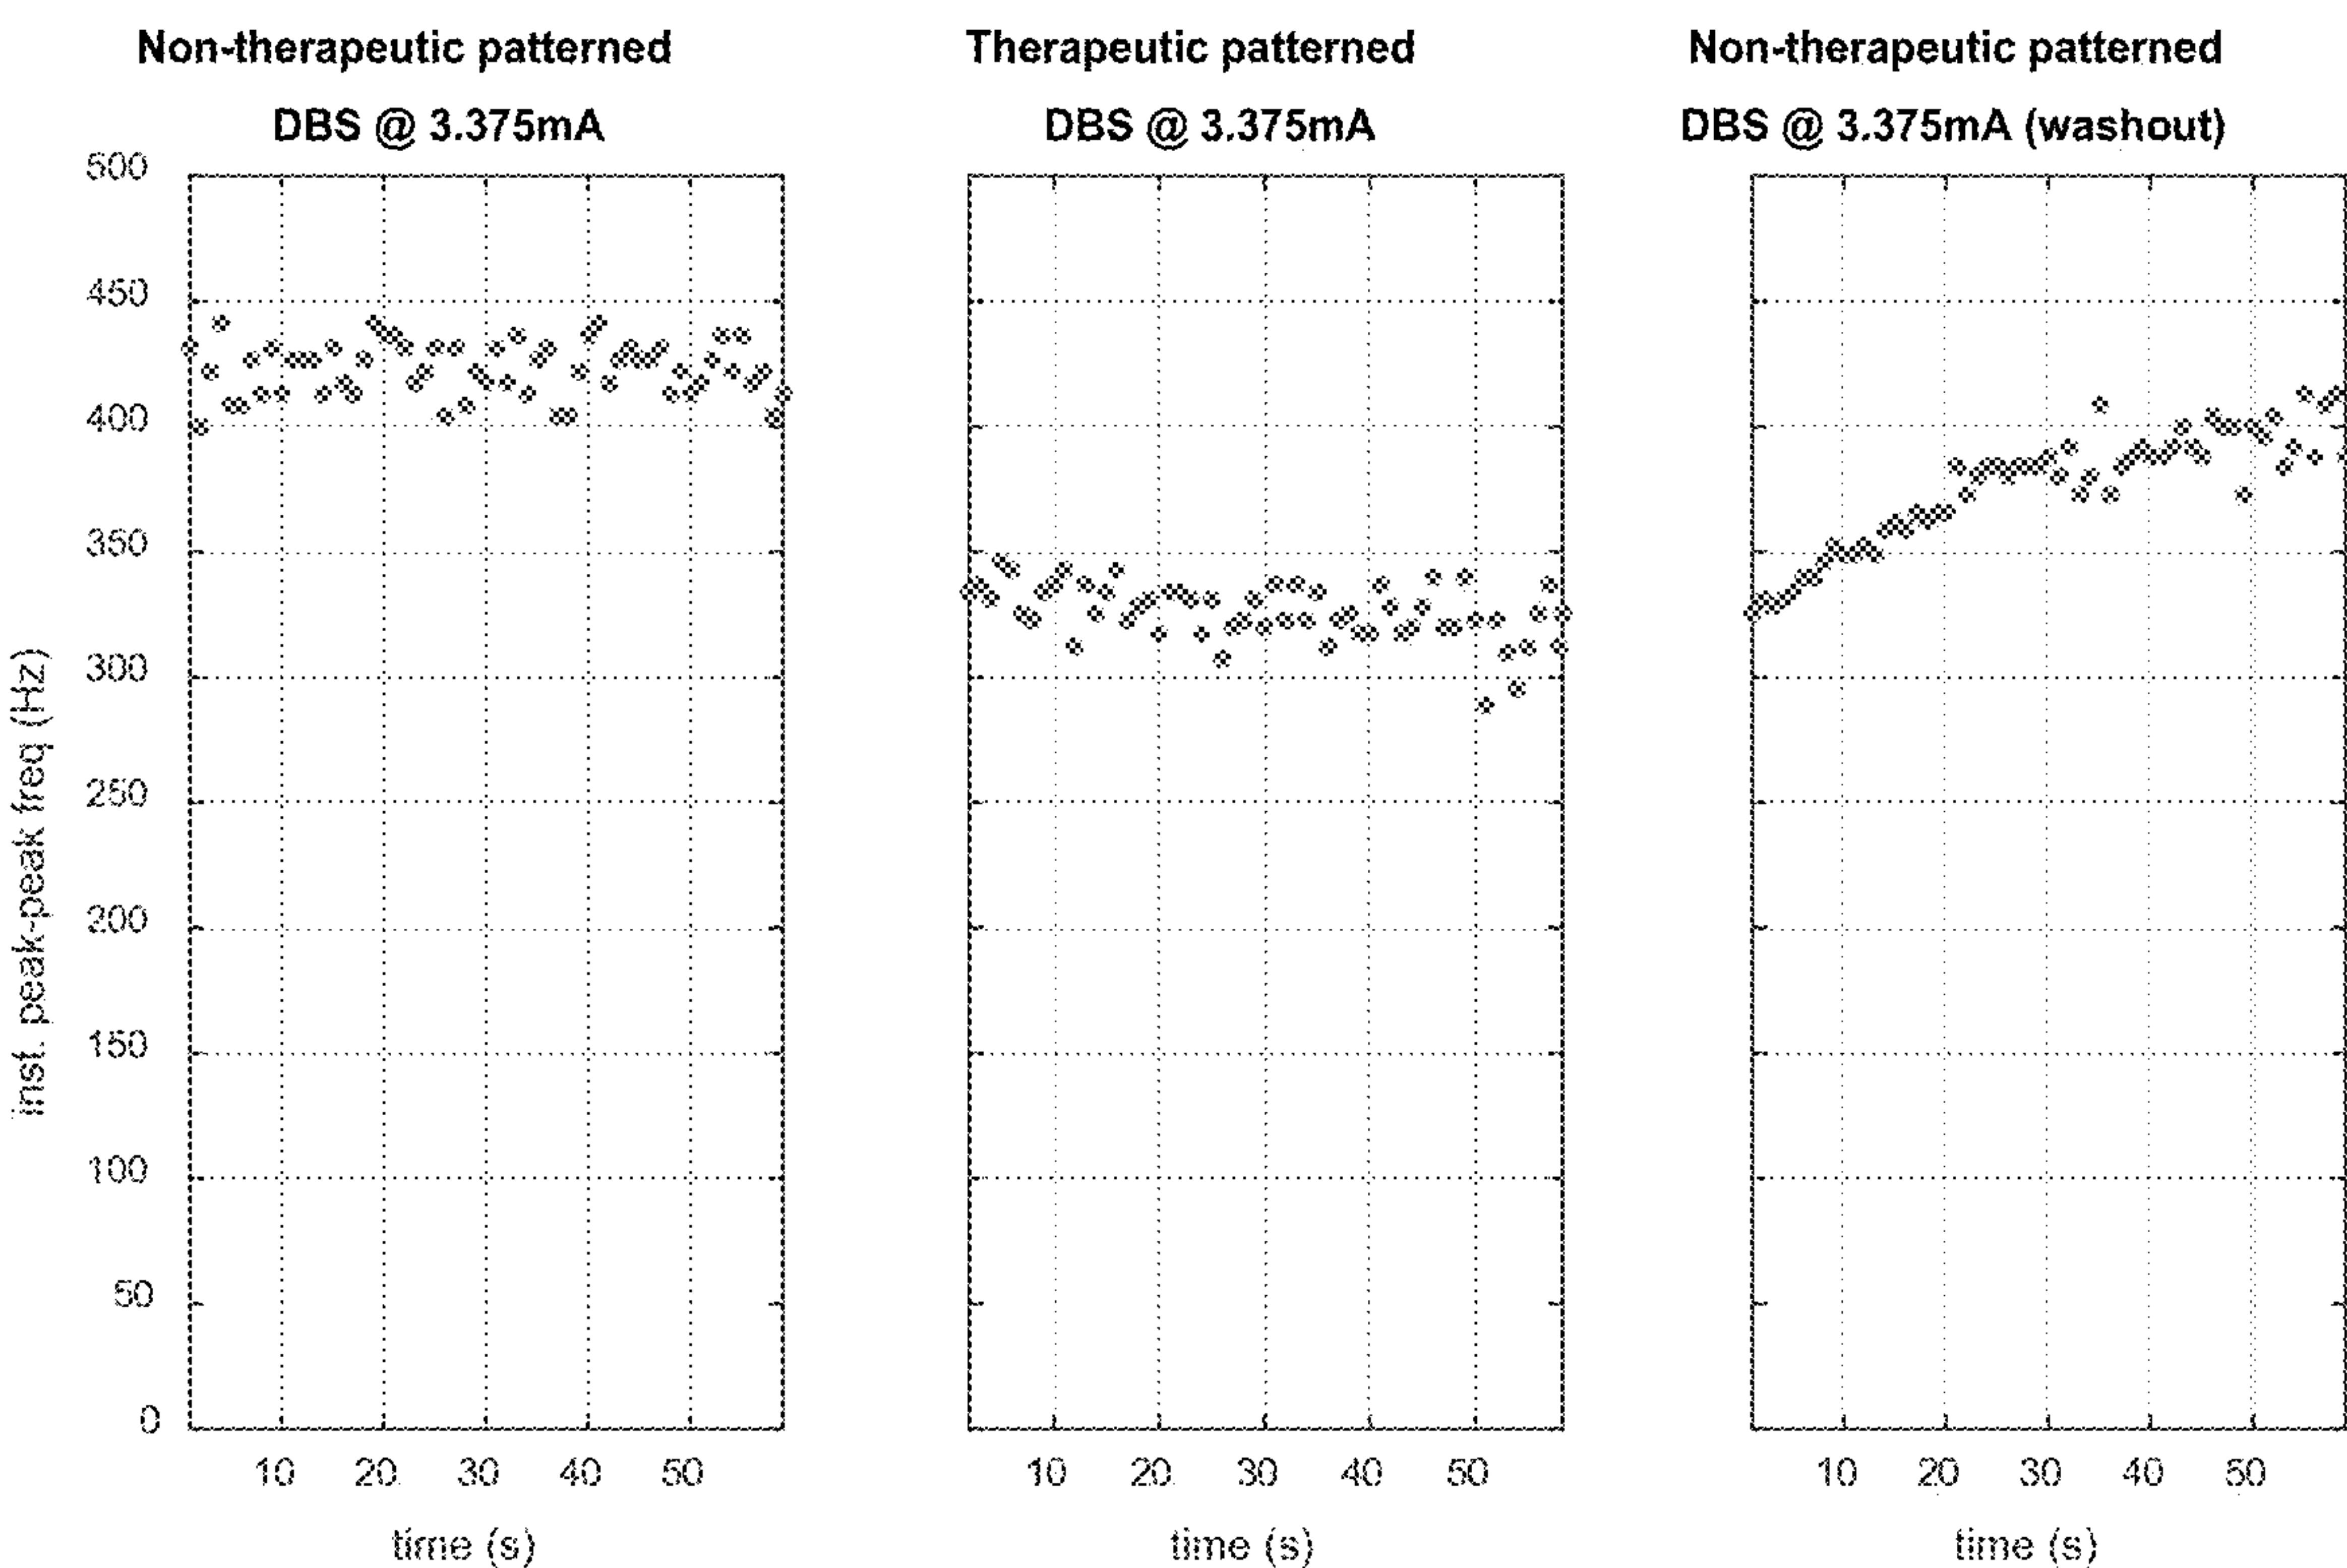 Non-therapeutic patterned
DBS @ 3.375mA
Therapeutic patterned
DBS @ 3.375mA
Non-therapeutic patterned
DBS @ 3.375mA (washout)
inst. peak-peak freq (Hz)
500
450
400
350
300
250
200
150
100
50
0
10 20 30 40 50
10 20 30 40 50
10 20 30 40 50
time (s)
time (s)
time (s)